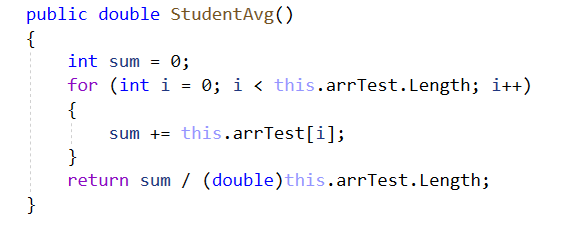 public double StudentAvg()
{
    int sum = 0;
    for (int i = 0; i < this.arrTest.Length; i++)
    {
        sum += this.arrTest[i];
    }
    return sum / (double)this.arrTest.Length;
}